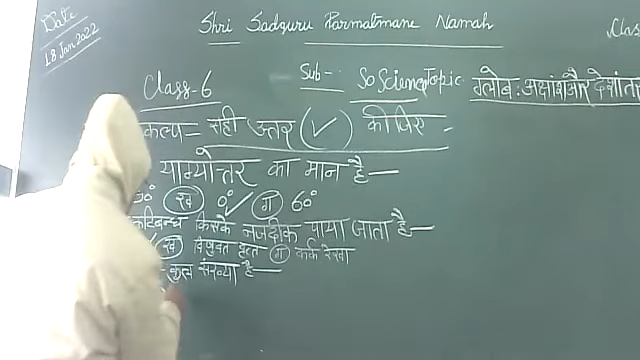 Date
18 Jan 2022
Shri Sadguru Parmatmane Namah
Class-6
Sub- So Science Topic ग्लोब: अक्षांश और देशांतर
सही उत्तर (✓) कीजिए
याम्योत्तर का मान है—
0° ख 0° ✓ ग 60°
कटिबन्ध किसके नजदीक पाया जाता है—
ख विषुवत वृत्त ग कर्क रेखा
कुल संख्या है—